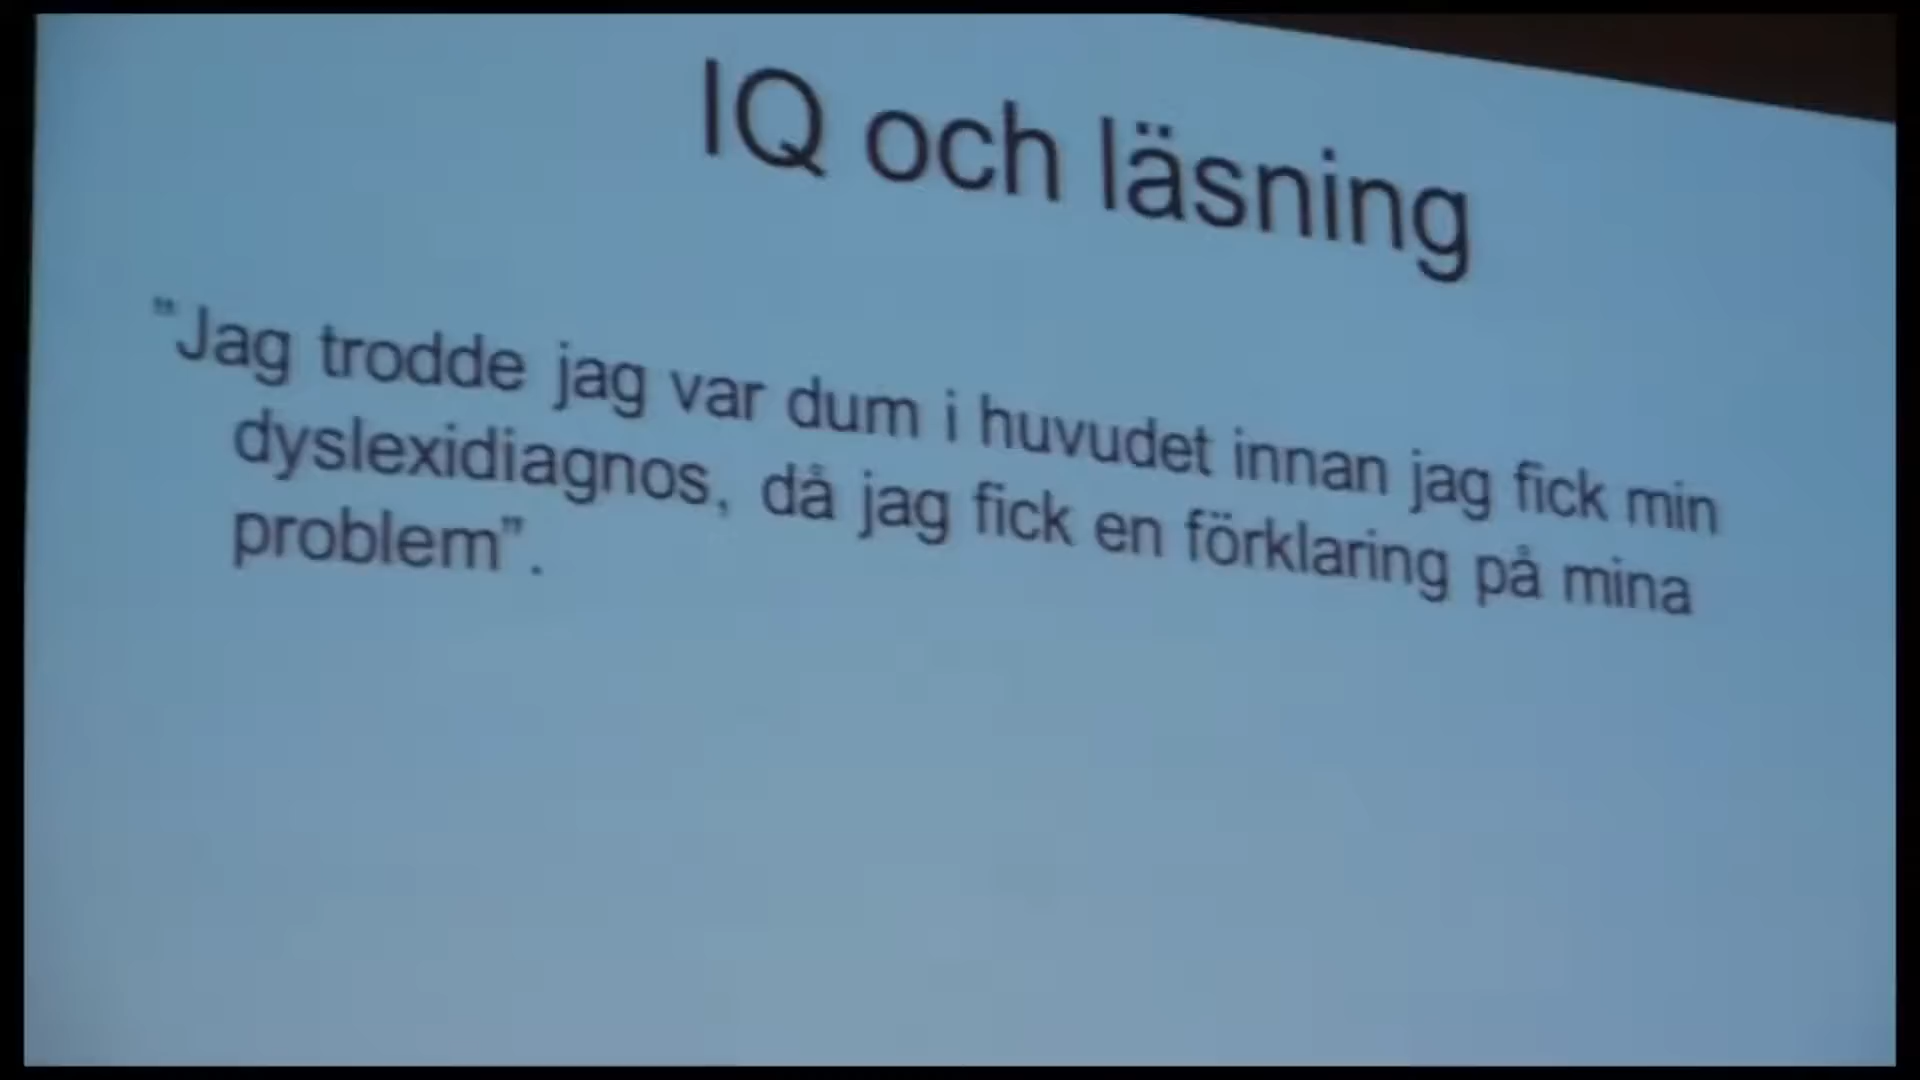 IQ och läsning
"Jag trodde jag var dum i huvudet innan jag fick min
dyslexidiagnos, då jag fick en förklaring på mina
problem".